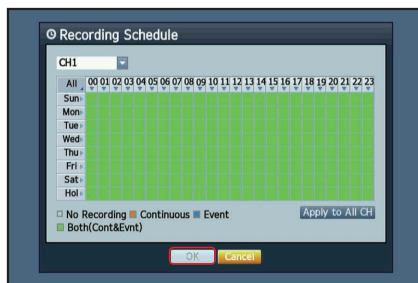 Recording Schedule
CH1
All 00 01 02 03 04 05 06 07 08 09 10 11 12 13 14 15 16 17 18 19 20 21 22 23
Sun
Mon
Tue
Wed
Thu
Fri
Sat
Hol
No Recording Continuous Event Apply to All CH
Both(Cont&Evnt)
OK Cancel